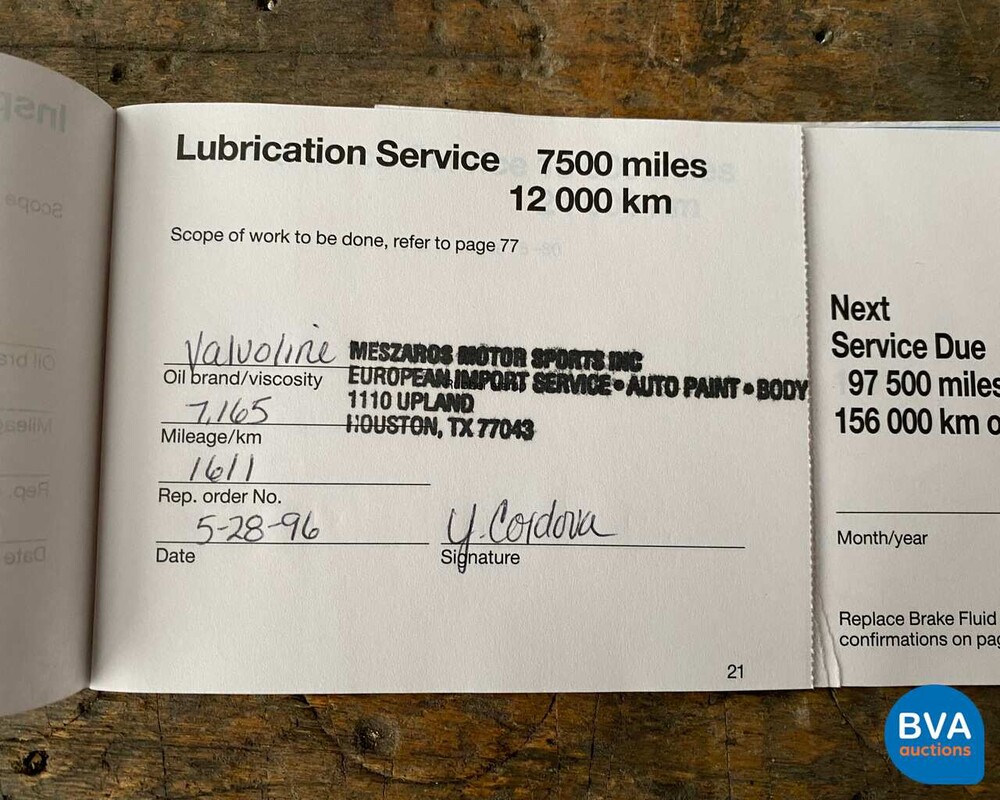 Lubrication Service 7500 miles
12 000 km
Scope of work to be done, refer to page 77
Valvoline
Oil brand/viscosity
MESZAROS MOTOR SPORTS INC
EUROPEAN IMPORT SERVICE • AUTO PAINT • BODY
1110 UPLAND
HOUSTON, TX 77043
7,165
Mileage/km
1611
Rep. order No.
5-28-96
Date
Y. Cordova
Signature
21
Next
Service Due
97 500 miles
156 000 km o
Month/year
Replace Brake Fluid
confirmations on pag
BVA
auctions